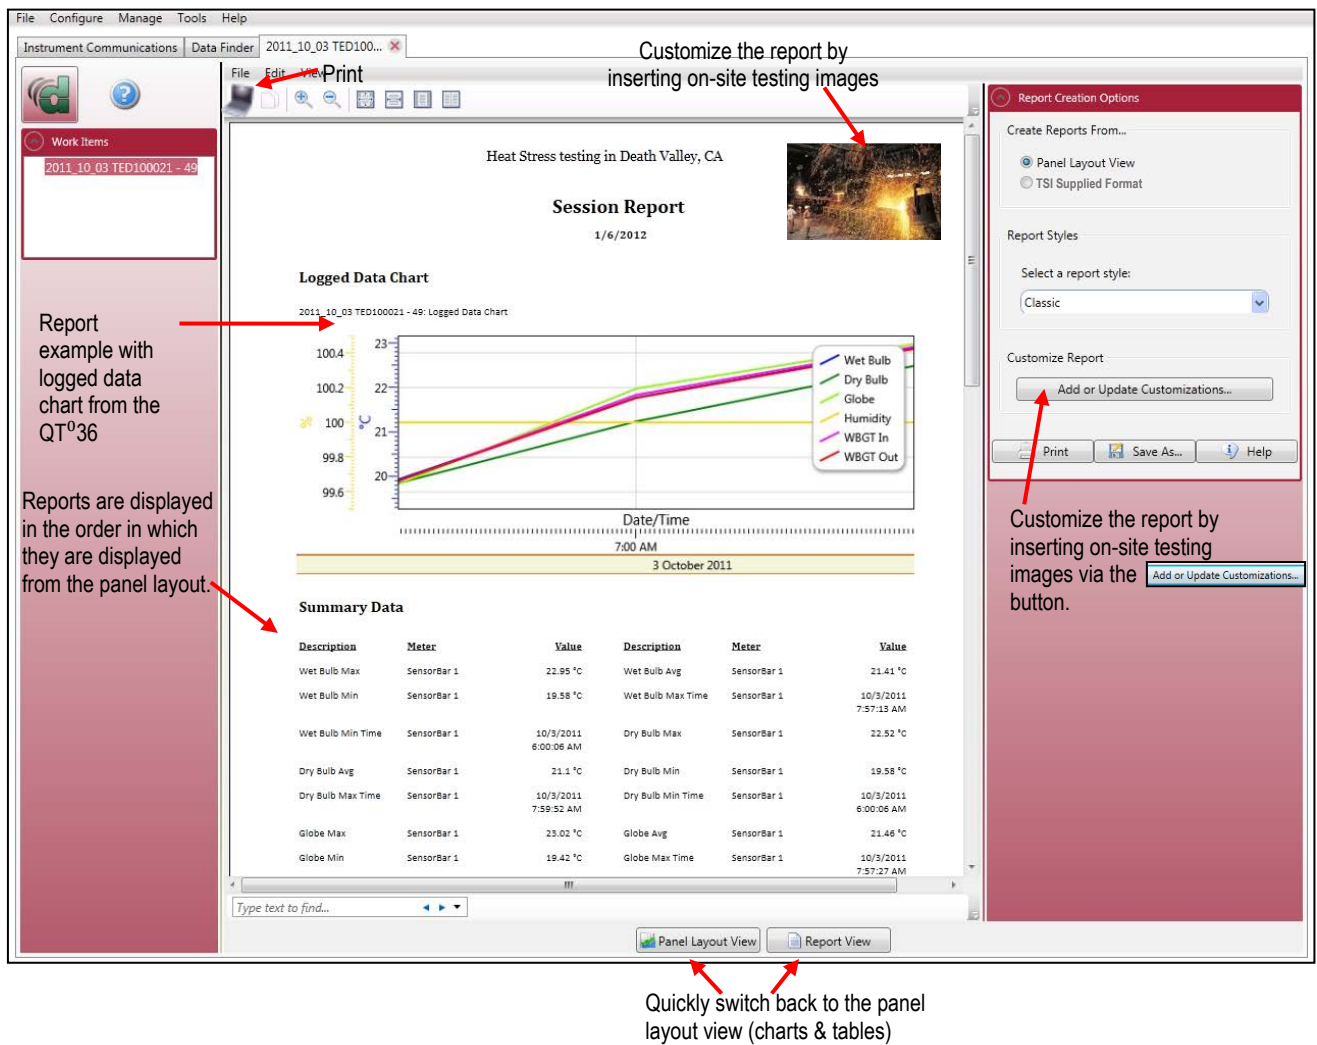 File Configure Manage Tools Help
Instrument Communications Data Finder 2011_10_03 TED100...
File Edit View
Print
Customize the report by
inserting on-site testing images
Work Items
2011_10_03 TED100021 - 49
Report
example with
logged data
chart from the
QT⁰36
Reports are displayed
in the order in which
they are displayed
from the panel layout.
Heat Stress testing in Death Valley, CA
Session Report
1/6/2012
Logged Data Chart
2011_10_03 TED100021 - 49: Logged Data Chart
100.4
100.2
100
99.8
99.6
%
°C
23
22
21
20
Wet Bulb
Dry Bulb
Globe
Humidity
WBGT In
WBGT Out
Date/Time
7:00 AM
3 October 2011
Summary Data
Description Meter Value Description Meter Value
Wet Bulb Max SensorBar 1 22.95 °C Wet Bulb Avg SensorBar 1 21.41 °C
Wet Bulb Min SensorBar 1 19.58 °C Wet Bulb Max Time SensorBar 1 10/3/2011
7:57:13 AM
Wet Bulb Min Time SensorBar 1 10/3/2011 Dry Bulb Max SensorBar 1 22.52 °C
6:00:06 AM
Dry Bulb Avg SensorBar 1 21.1 °C Dry Bulb Min SensorBar 1 19.58 °C
Dry Bulb Max Time SensorBar 1 10/3/2011 Dry Bulb Min Time SensorBar 1 10/3/2011
7:59:52 AM 6:00:06 AM
Globe Max SensorBar 1 23.02 °C Globe Avg SensorBar 1 21.46 °C
Globe Min SensorBar 1 19.42 °C Globe Max Time SensorBar 1 10/3/2011
7:57:27 AM
Type text to find...
Panel Layout View Report View
Quickly switch back to the panel
layout view (charts & tables)
Report Creation Options
Create Reports From...
Panel Layout View
TSI Supplied Format
Report Styles
Select a report style:
Classic
Customize Report
Add or Update Customizations...
Print Save As... Help
Customize the report by
inserting on-site testing
images via the Add or Update Customizations...
button.